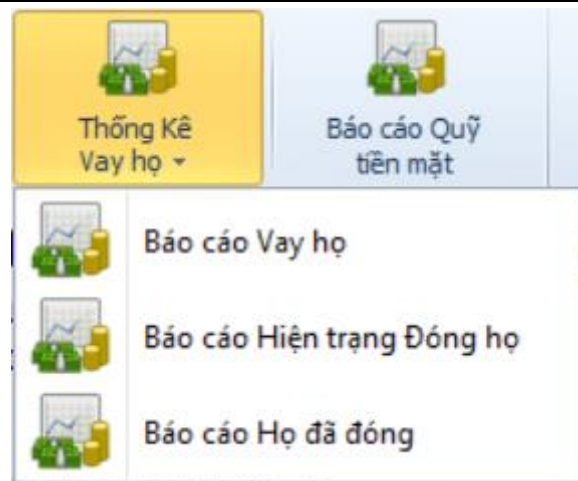 Thống Kê
Vay họ
Báo cáo Quỹ
tiền mặt
Báo cáo Vay họ
Báo cáo Hiện trạng Đóng họ
Báo cáo Họ đã đóng